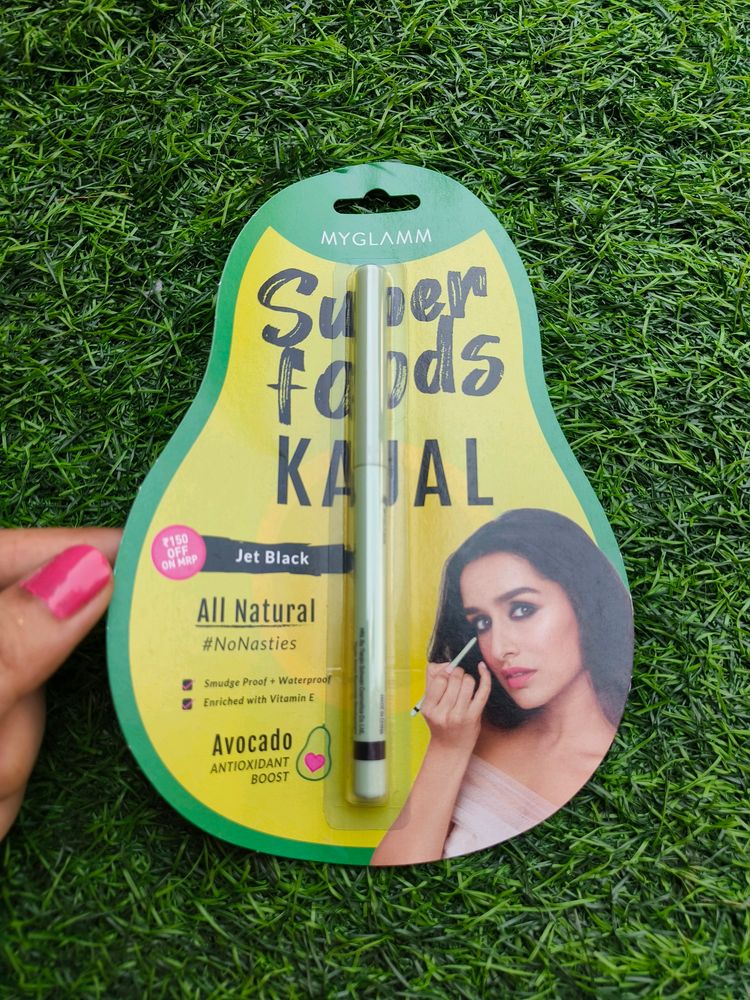 MYGLAMM
Super
foods
KAJAL
₹150
OFF
ON MRP
Jet Black
All Natural
#NoNasties
Smudge Proof + Waterproof
Enriched with Vitamin E
Avocado
ANTIOXIDANT
BOOST